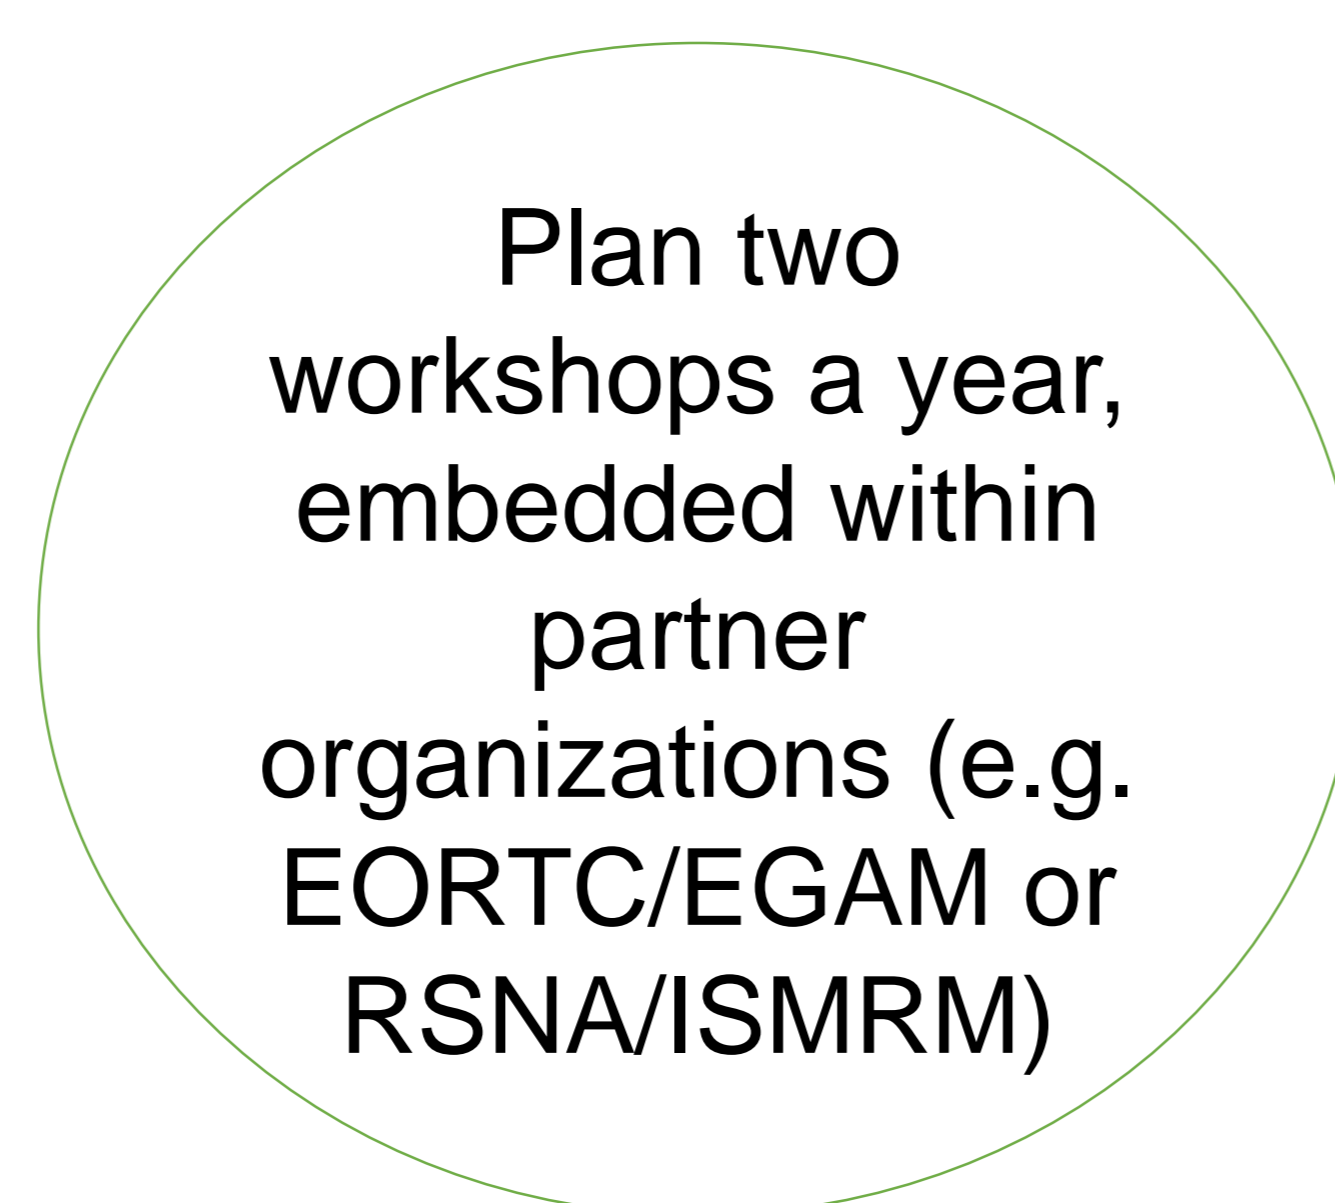 Plan two
workshops a year,
embedded within
partner
organizations (e.g.
EORTC/EGAM or
RSNA/ISMRM)